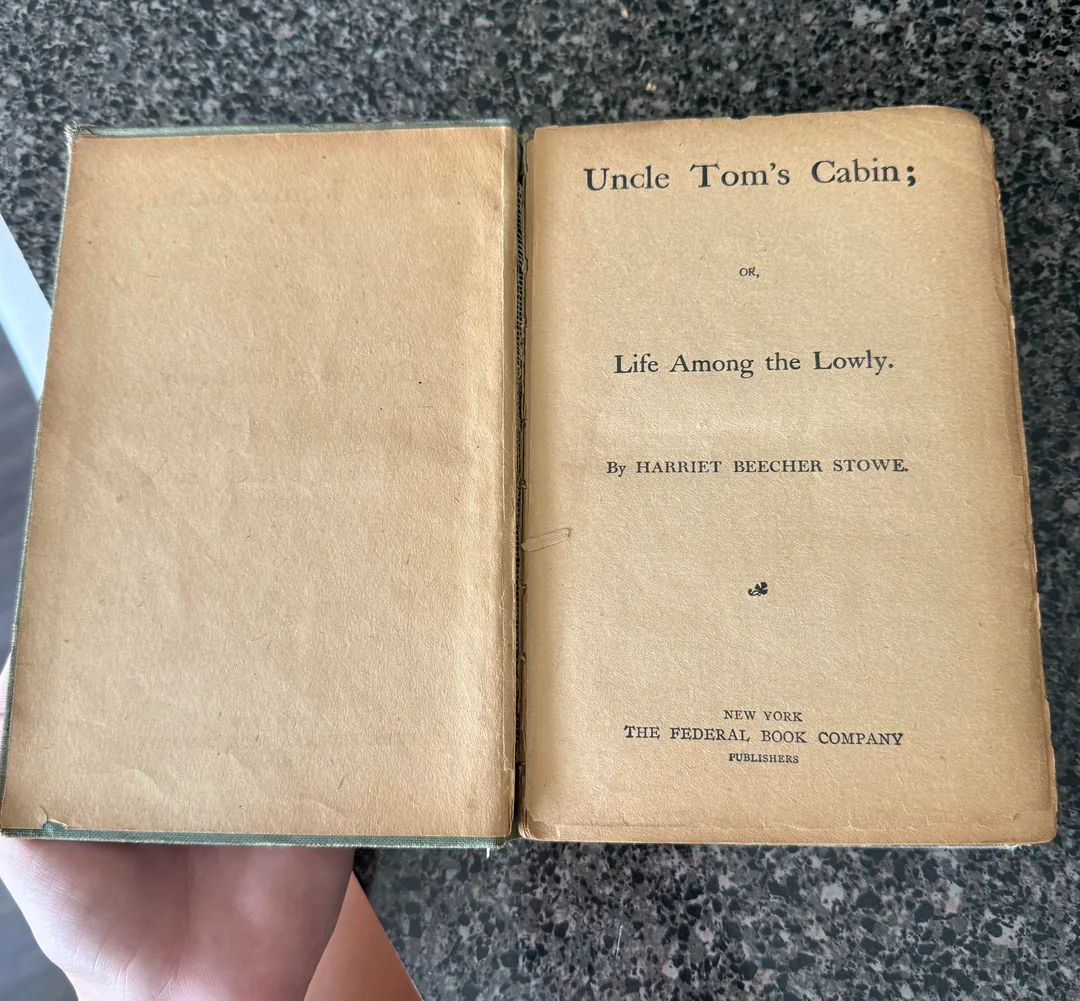 Uncle Tom's Cabin;
OR,
Life Among the Lowly.
By HARRIET BEECHER STOWE.
NEW YORK
THE FEDERAL BOOK COMPANY
PUBLISHERS